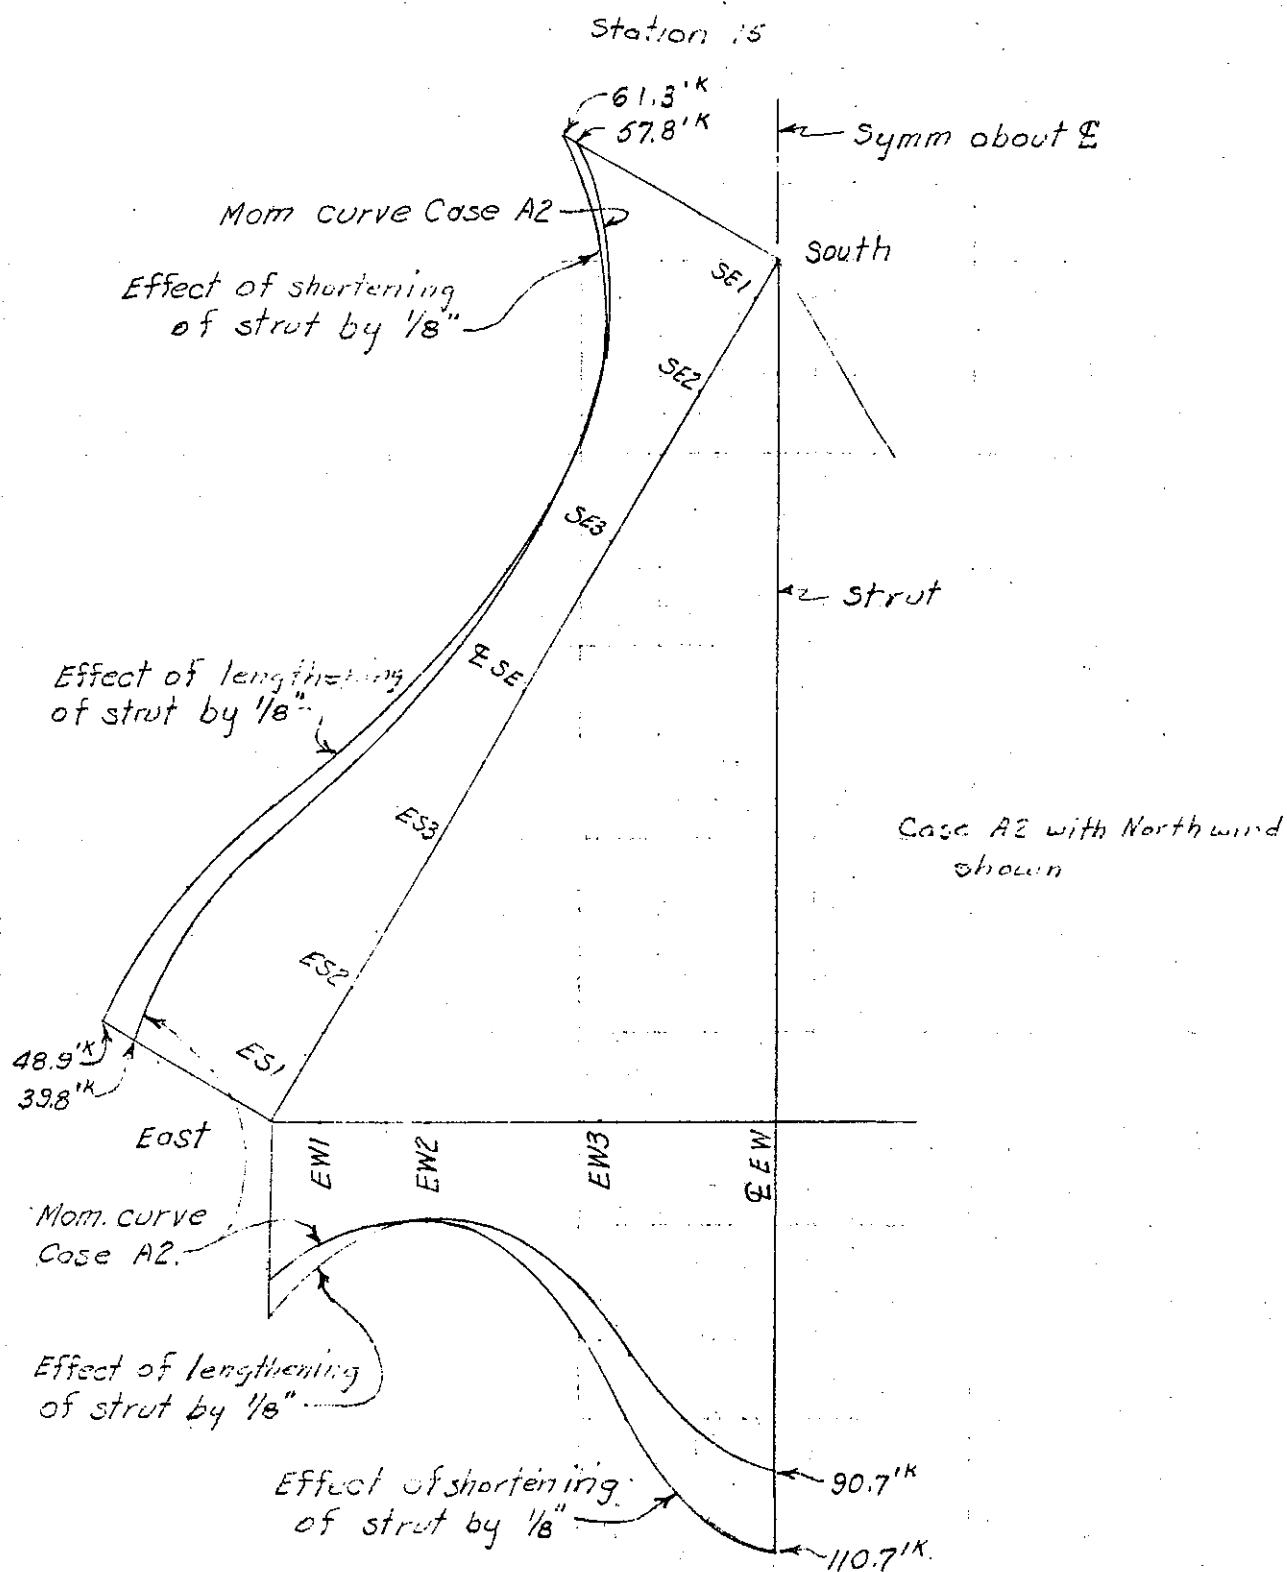 Station 15
61.3'K
57.8'K
Symm about ℄
Mom curve Case A2
South
Effect of shortening
of strut by 1/8"
SE1
SE2
SE3
Strut
℄ SE
Effect of lengthening
of strut by 1/8"
ES3
Case A2 with North wind
shown
ES2
ES1
48.9'K
39.8'K
East
EW1
EW2
EW3
℄ EW
Mom. curve
Case A2.
Effect of lengthening
of strut by 1/8"
Effect of shortening
of strut by 1/8"
90.7'K
110.7'K.